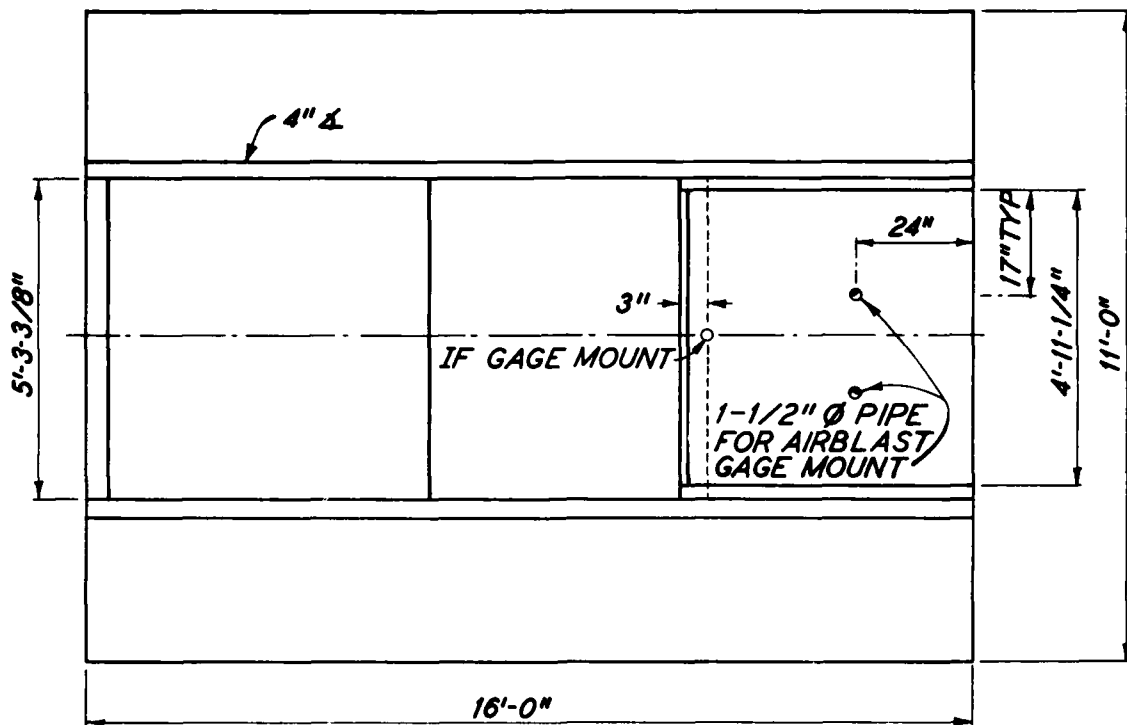 4" ∡
24"
17" TYP
5'-3-3/8"
3"
IF GAGE MOUNT
4'-11-1/4"
11'-0"
1-1/2" Ø PIPE
FOR AIRBLAST
GAGE MOUNT
16'-0"